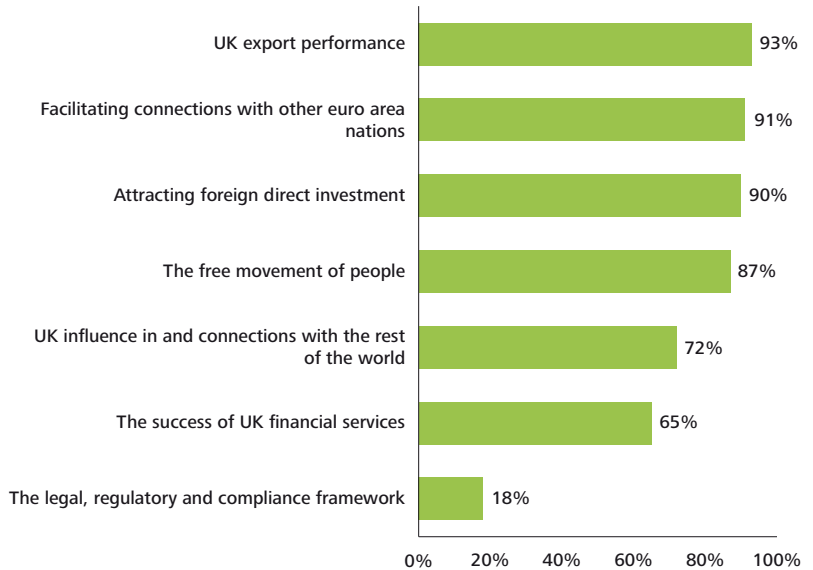 UK export performance
93%
Facilitating connections with other euro area
nations
91%
Attracting foreign direct investment
90%
The free movement of people
87%
UK influence in and connections with the rest
of the world
72%
The success of UK financial services
65%
The legal, regulatory and compliance framework
18%
0% 20% 40% 60% 80% 100%